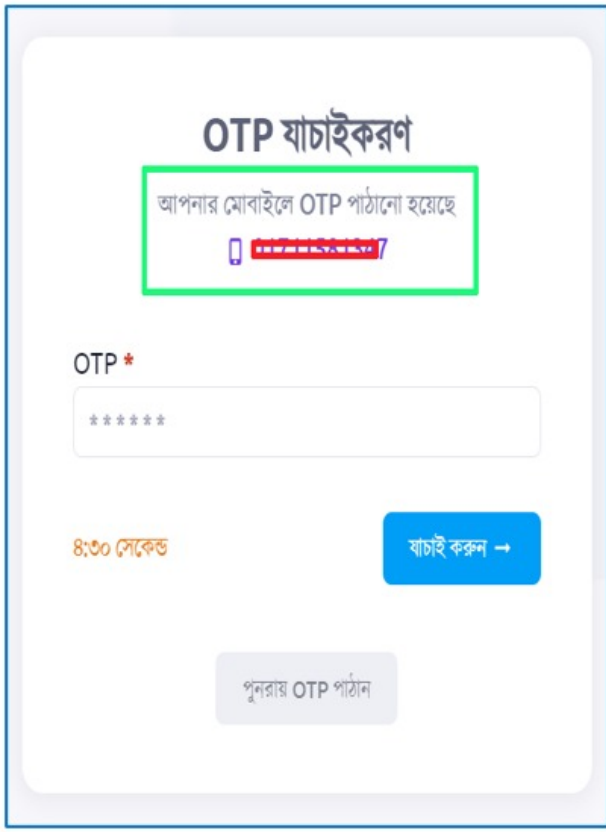 OTP যাচাইকরণ
আপনার মোবাইলে OTP পাঠানো হয়েছে
OTP *
******
৪:৩০ সেকেন্ড
যাচাই করুন →
পুনরায় OTP পাঠান